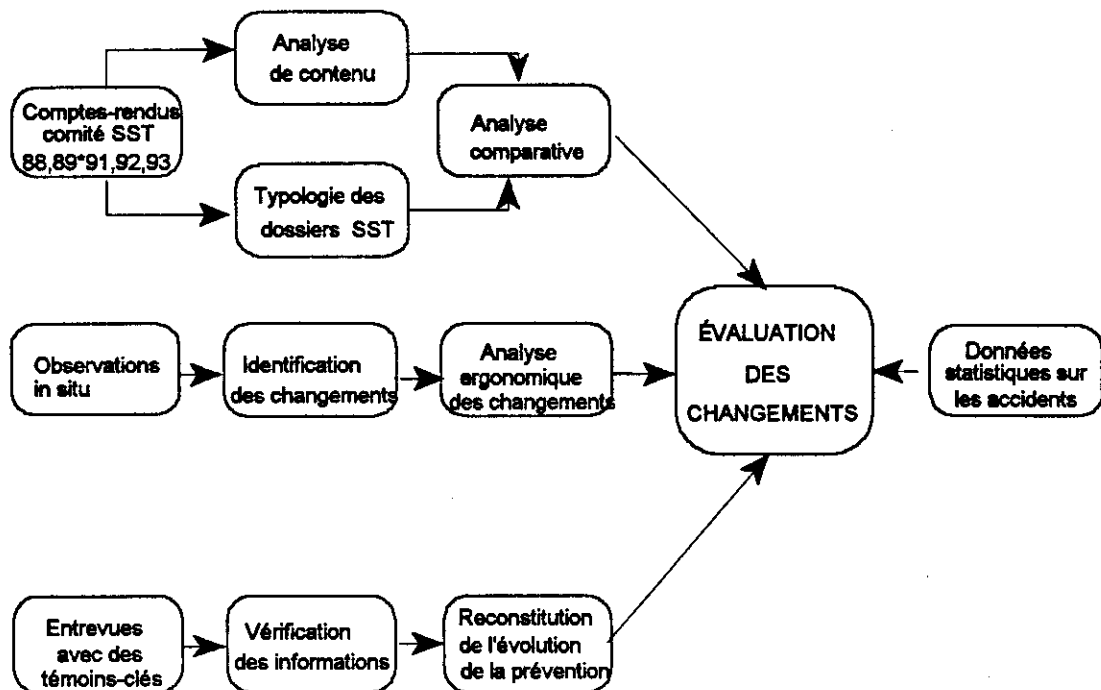 Analyse
de contenu
Comptes-rendus
comité SST
88,89*91,92,93
Analyse
comparative
Typologie des
dossiers SST
Observations
in situ
Identification
des changements
Analyse
ergonomique
des changements
ÉVALUATION
DES
CHANGEMENTS
Données
statistiques sur
les accidents
Entrevues
avec des
témoins-clés
Vérification
des informations
Reconstitution
de l'évolution
de la prévention